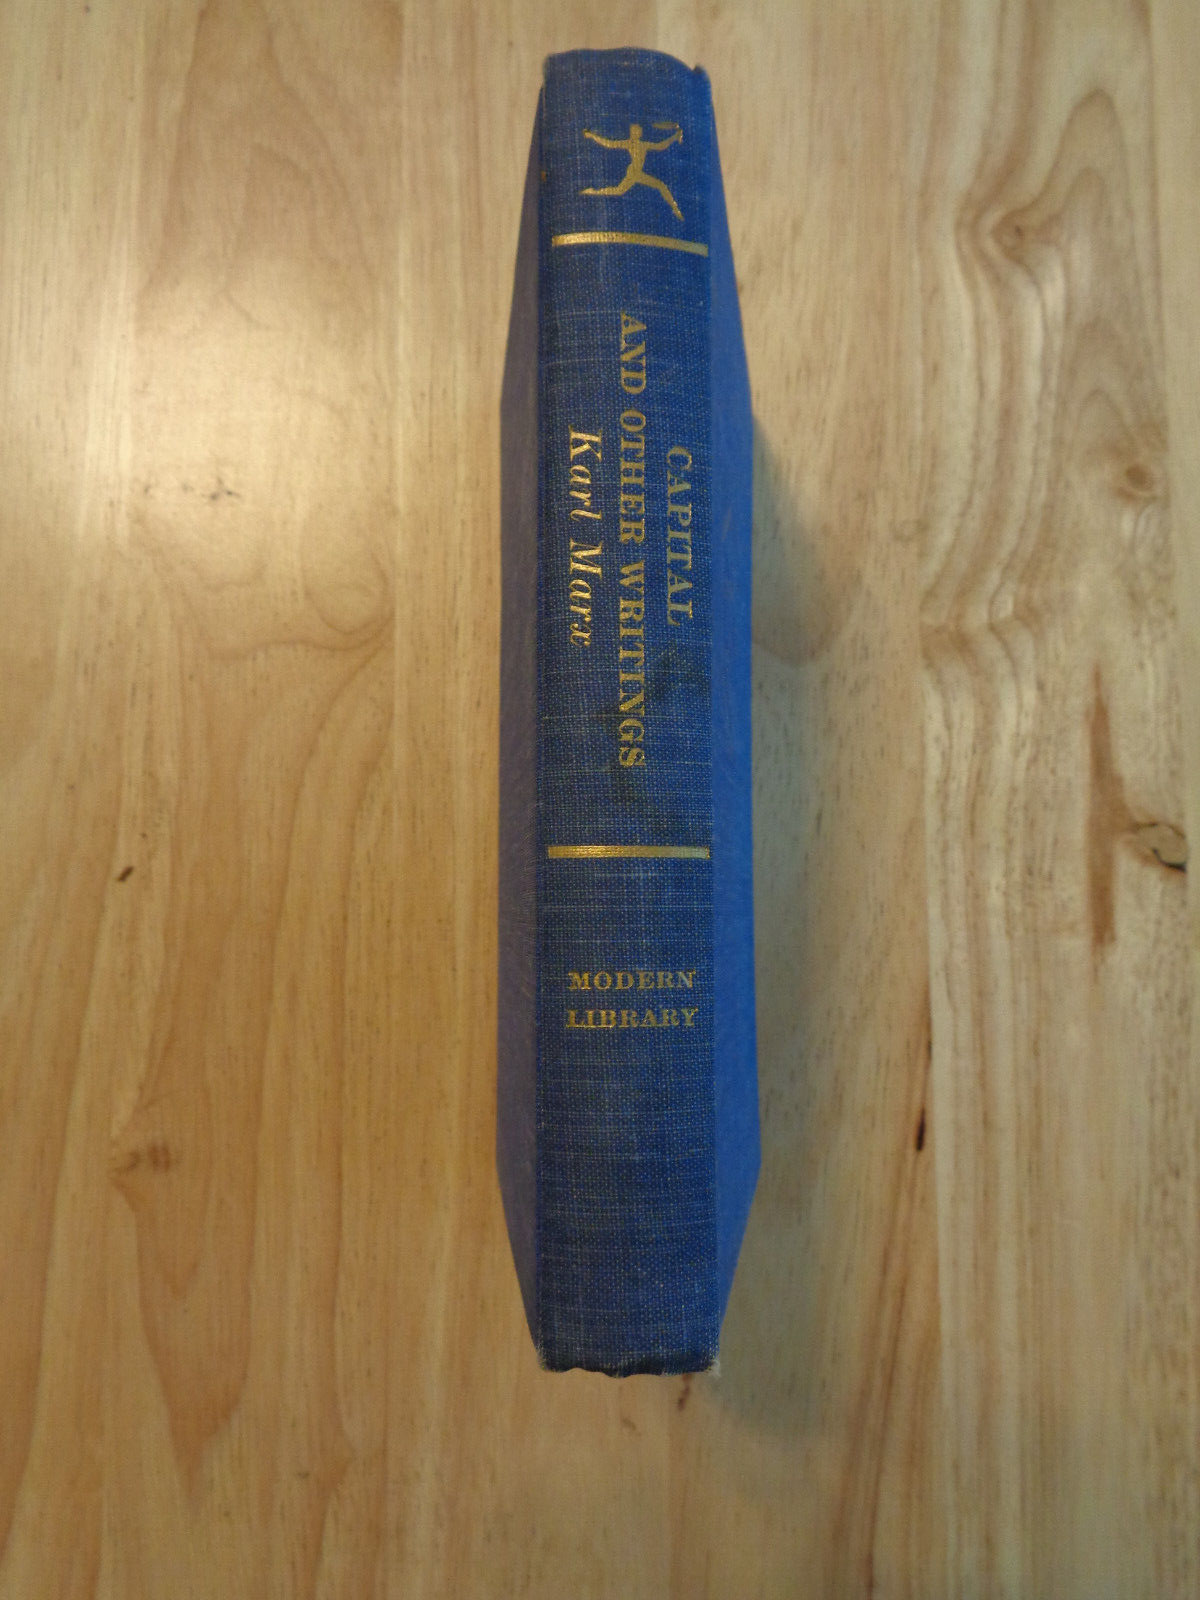 CAPITAL
AND OTHER WRITINGS
Karl Marx
MODERN
LIBRARY